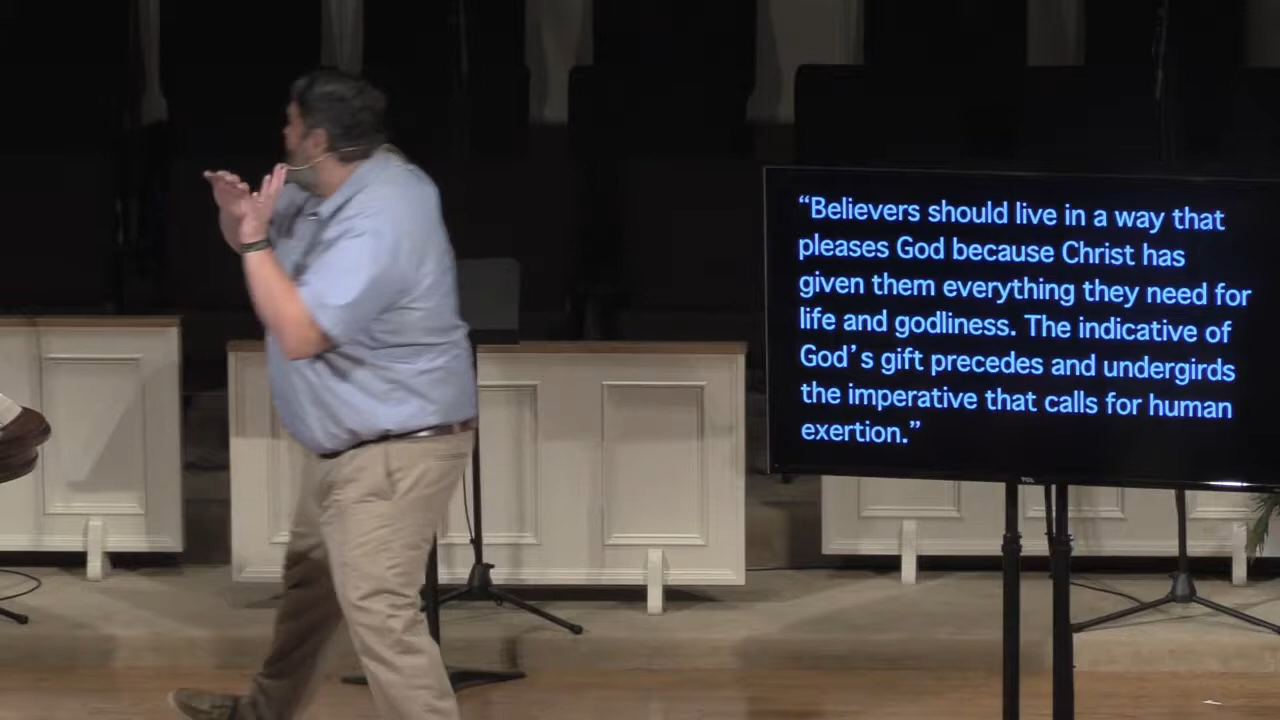 “Believers should live in a way that
pleases God because Christ has
given them everything they need for
life and godliness. The indicative of
God’s gift precedes and undergirds
the imperative that calls for human
exertion.”
TCL